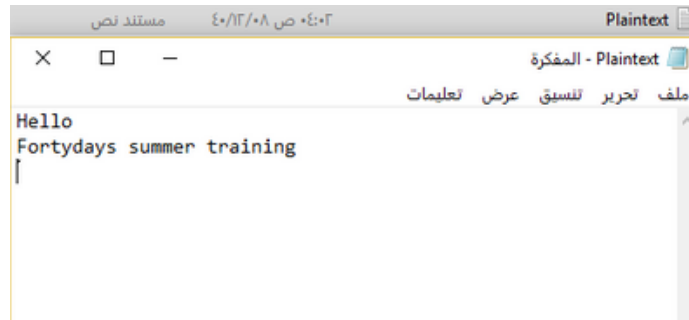 Plaintext ٠٤:٠٢ ص ٤٠/١٢/٠٨ مستند نص
Plaintext - المفكرة
ملف تحرير تنسيق عرض تعليمات
Hello
Fortydays summer training